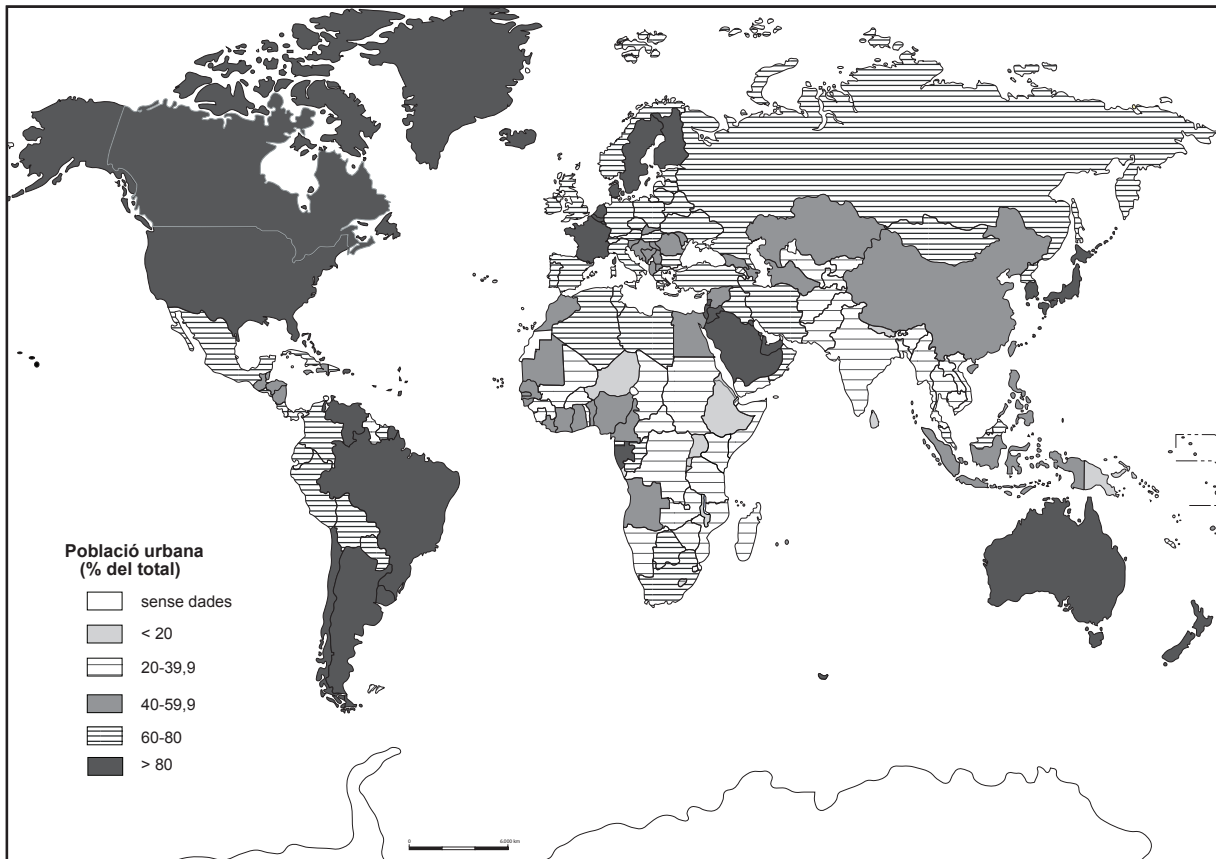 Població urbana
(% del total)
sense dades
< 20
20-39,9
40-59,9
60-80
> 80
0 6.000 km